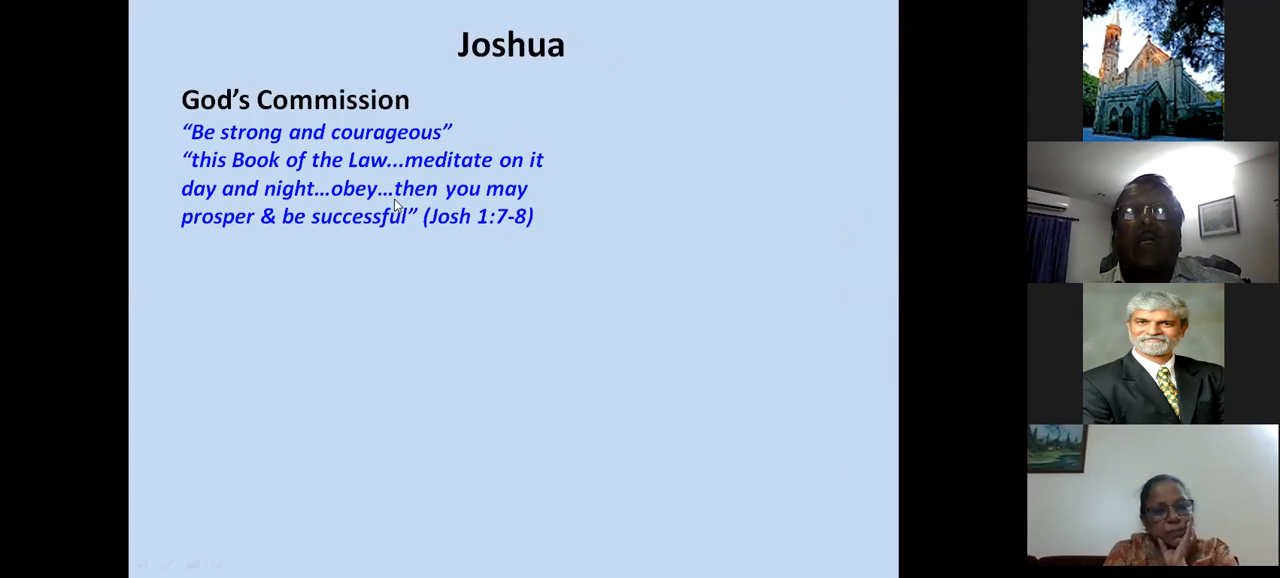 Joshua
God’s Commission
“Be strong and courageous”
“this Book of the Law...meditate on it
day and night...obey...then you may
prosper & be successful” (Josh 1:7-8)